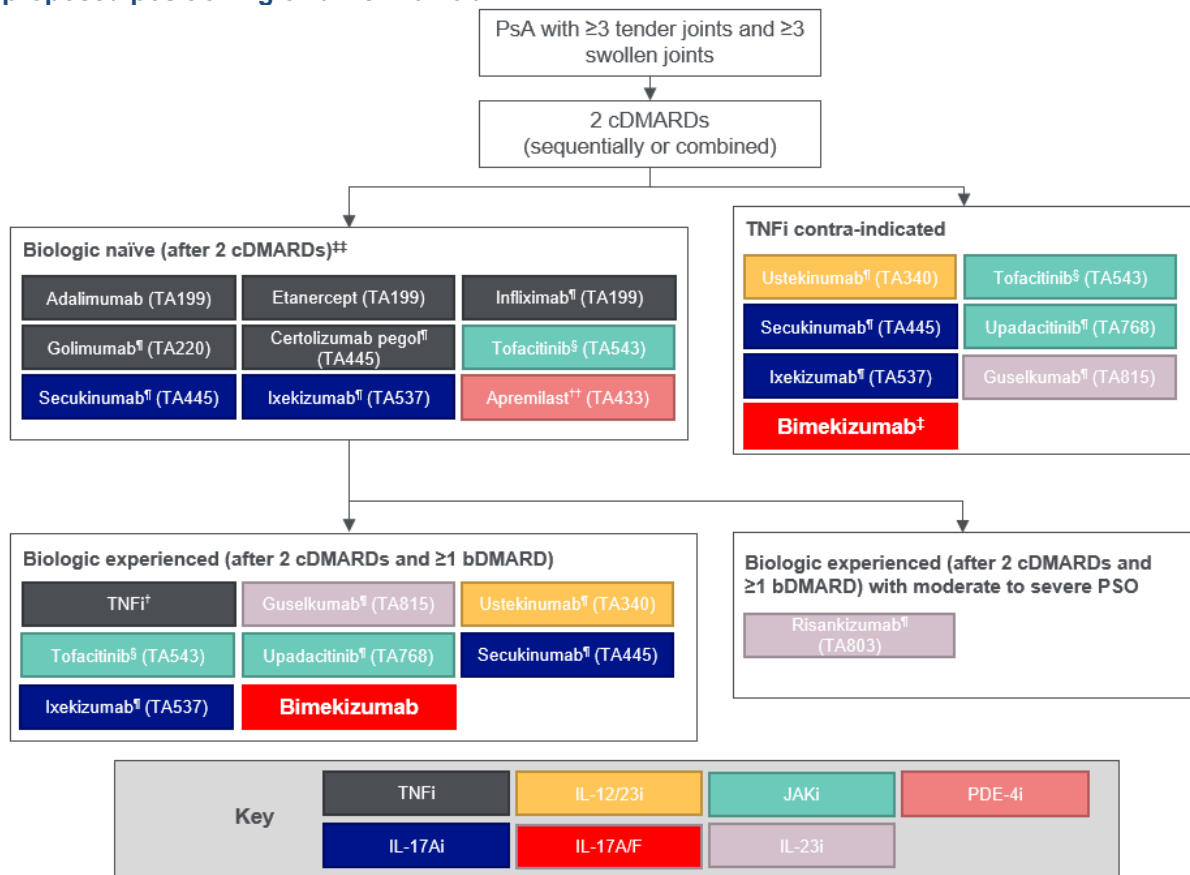 PsA with ≥3 tender joints and ≥3
swollen joints
2 cDMARDs
(sequentially or combined)
Biologic naïve (after 2 cDMARDs)‡‡
Adalimumab (TA199)
Etanercept (TA199)
Infliximab¶ (TA199)
Golimumab¶ (TA220)
Certolizumab pegol¶
(TA445)
Tofacitinib§ (TA543)
Secukinumab¶ (TA445)
Ixekizumab¶ (TA537)
Apremilast†† (TA433)
TNFi contra-indicated
Ustekinumab¶ (TA340)
Tofacitinib§ (TA543)
Secukinumab¶ (TA445)
Upadacitinib¶ (TA768)
Ixekizumab¶ (TA537)
Guselkumab¶ (TA815)
Bimekizumab‡
Biologic experienced (after 2 cDMARDs and ≥1 bDMARD)
TNFi†
Guselkumab¶ (TA815)
Ustekinumab¶ (TA340)
Tofacitinib§ (TA543)
Upadacitinib¶ (TA768)
Secukinumab¶ (TA445)
Ixekizumab¶ (TA537)
Bimekizumab
Biologic experienced (after 2 cDMARDs and
≥1 bDMARD) with moderate to severe PSO
Risankizumab¶
(TA803)
Key
TNFi
IL-12/23i
JAKi
PDE-4i
IL-17Ai
IL-17A/F
IL-23i